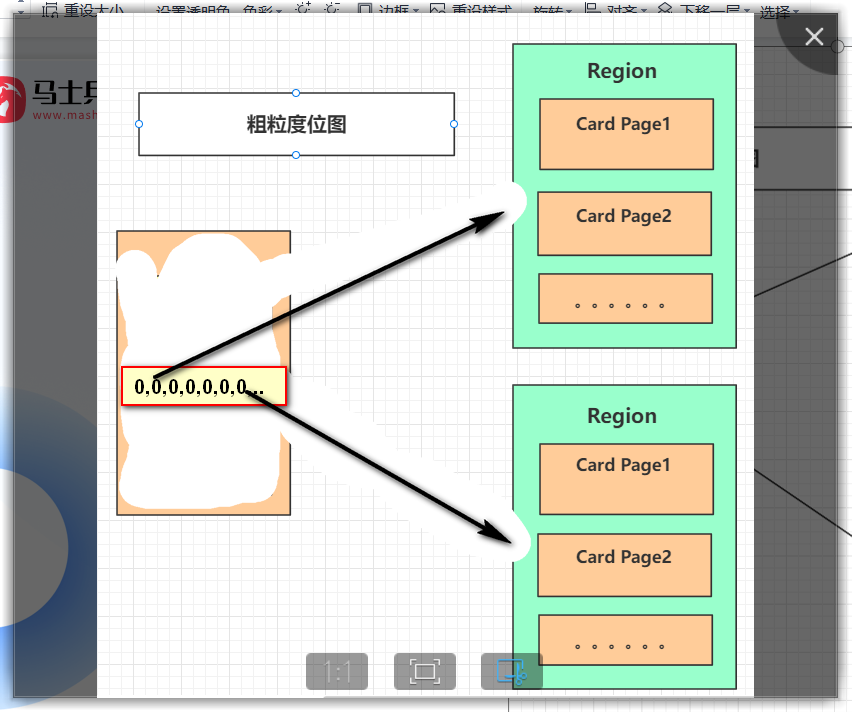 重设大小 设置透明色 色彩 边框 重设样式 旋转 对齐 下移一层 选择
马士兵
www.mash
粗粒度位图
0,0,0,0,0,0,0...
Region
Card Page1
Card Page2
。。。。。。
Region
Card Page1
Card Page2
。。。。。。
1:1